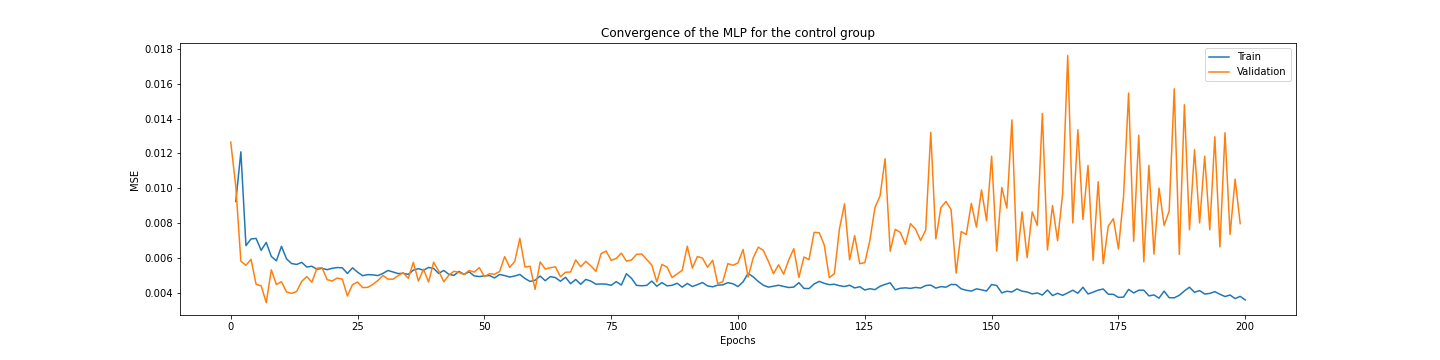 Convergence of the MLP for the control group
Train
Validation
MSE
0.018
0.016
0.014
0.012
0.010
0.008
0.006
0.004
0 25 50 75 100 125 150 175 200
Epochs